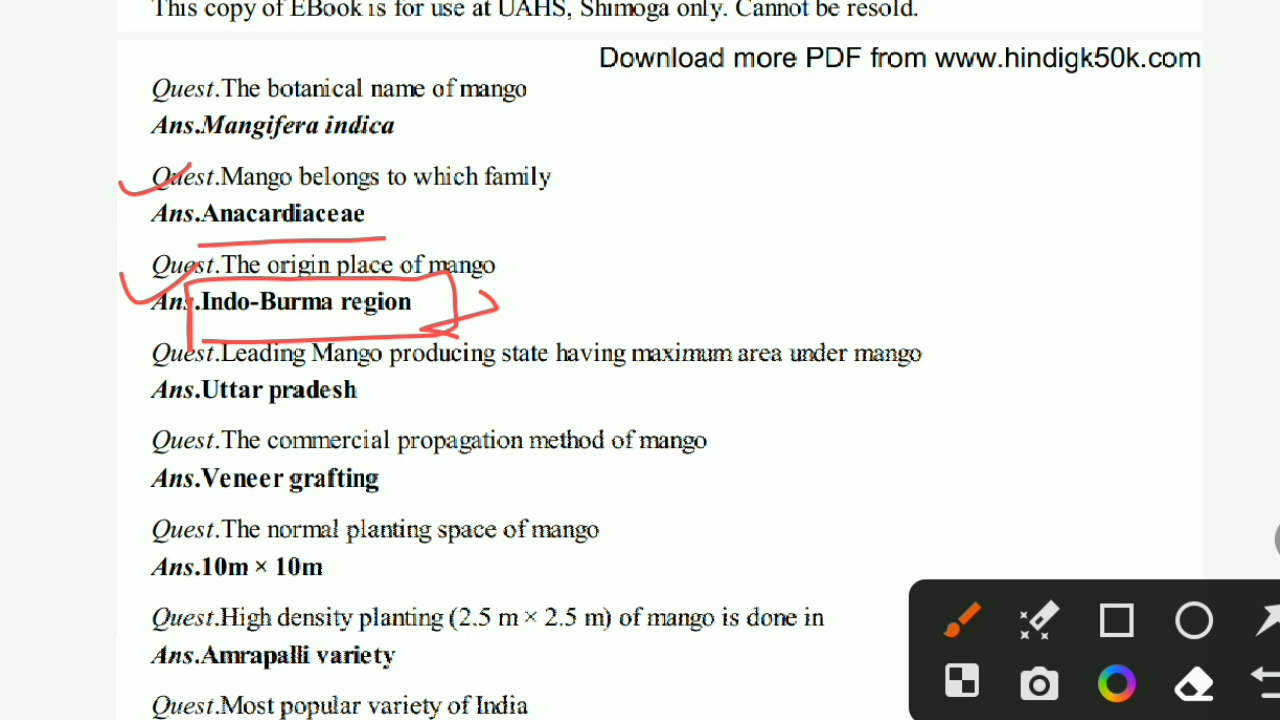 This copy of EBook is for use at UAHS, Shimoga only. Cannot be resold.
Download more PDF from www.hindigk50k.com
Quest.The botanical name of mango
Ans.Mangifera indica
Quest.Mango belongs to which family
Ans.Anacardiaceae
Quest.The origin place of mango
Ans.Indo-Burma region
Quest.Leading Mango producing state having maximum area under mango
Ans.Uttar pradesh
Quest.The commercial propagation method of mango
Ans.Veneer grafting
Quest.The normal planting space of mango
Ans.10m × 10m
Quest.High density planting (2.5 m × 2.5 m) of mango is done in
Ans.Amrapalli variety
Quest.Most popular variety of India